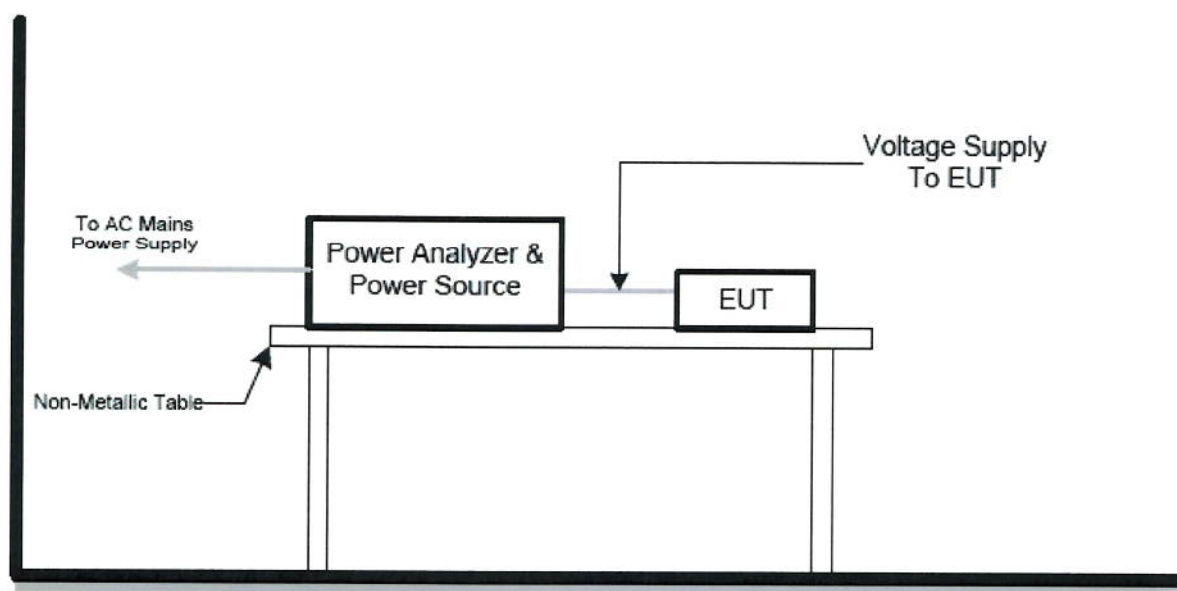 Voltage Supply
To EUT
To AC Mains
Power Supply
Power Analyzer &
Power Source
EUT
Non-Metallic Table